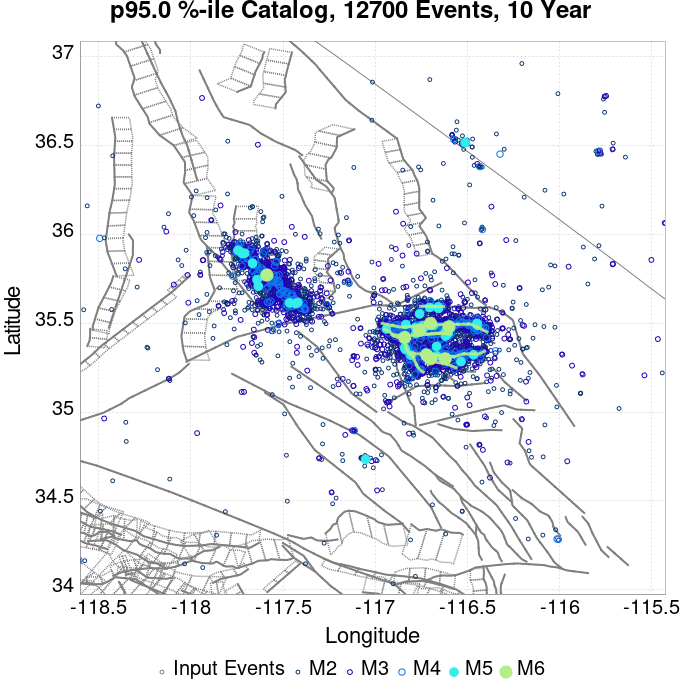 p95.0 %-ile Catalog, 12700 Events, 10 Year
37
36.5
36
35.5
35
34.5
34
Latitude
-118.5 -118 -117.5 -117 -116.5 -116 -115.5
Longitude
Input Events M2 M3 M4 M5 M6